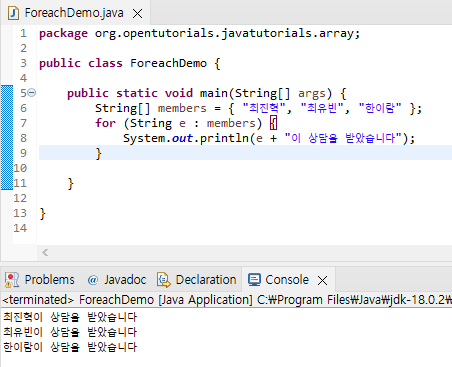 ForeachDemo.java
1 package org.opentutorials.javatutorials.array;
2
3 public class ForeachDemo {
4
5 public static void main(String[] args) {
6 String[] members = { "최진혁", "최유빈", "한이람" };
7 for (String e : members) {
8 System.out.println(e + "이 상담을 받았습니다");
9 }
10
11 }
12
13 }
14
Problems @ Javadoc Declaration Console
<terminated> ForeachDemo [Java Application] C:₩Program Files₩Java₩jdk-18.0.2₩
최진혁이 상담을 받았습니다
최유빈이 상담을 받았습니다
한이람이 상담을 받았습니다